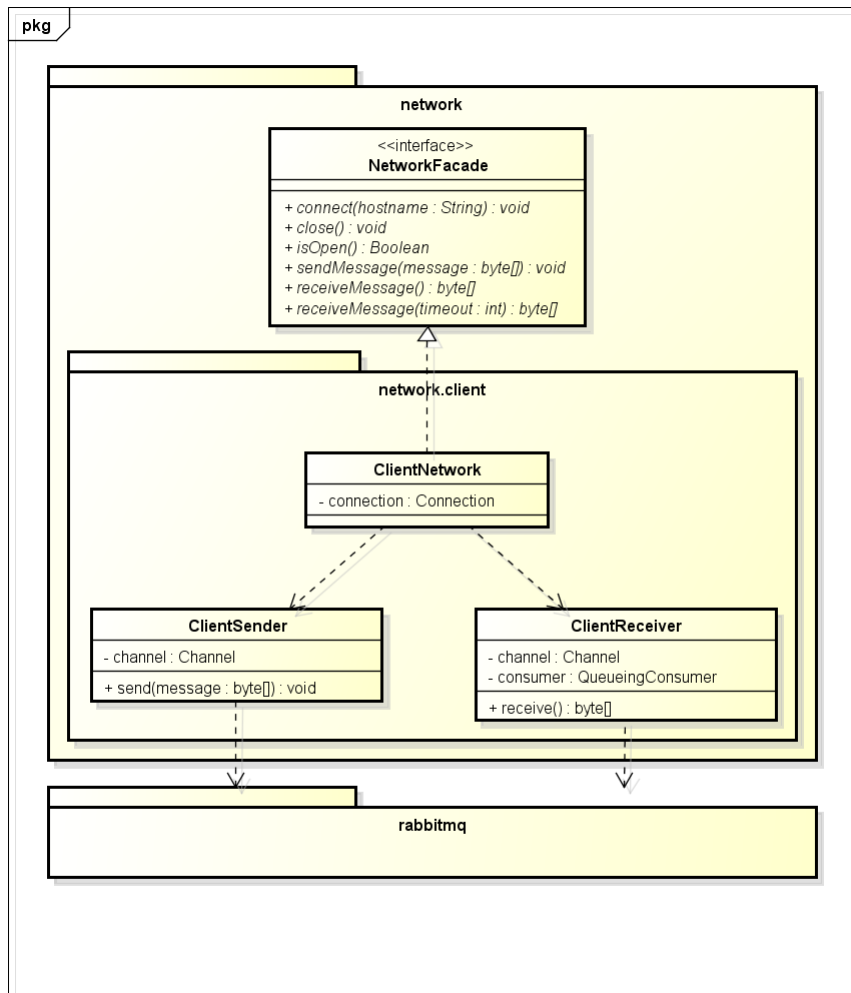 pkg
network
<<interface>>
NetworkFacade
+ connect(hostname : String) : void
+ close() : void
+ isOpen() : Boolean
+ sendMessage(message : byte[]) : void
+ receiveMessage() : byte[]
+ receiveMessage(timeout : int) : byte[]
network.client
ClientNetwork
- connection : Connection
ClientSender
- channel : Channel
+ send(message : byte[]) : void
ClientReceiver
- channel : Channel
- consumer : QueueingConsumer
+ receive() : byte[]
rabbitmq